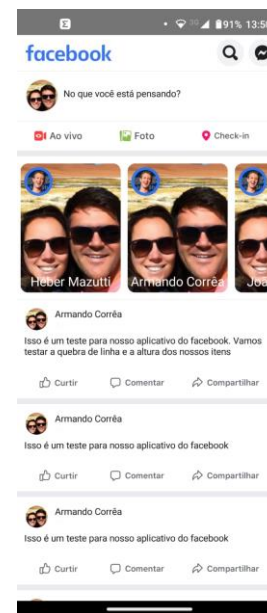 3G 91% 13:50
facebook
No que você está pensando?
Ao vivo Foto Check-in
Heber Mazutti Armando Corrêa Joa
Armando Corrêa
Isso é um teste para nosso aplicativo do facebook. Vamos
testar a quebra de linha e a altura dos nossos itens
Curtir Comentar Compartilhar
Armando Corrêa
Isso é um teste para nosso aplicativo do facebook
Curtir Comentar Compartilhar
Armando Corrêa
Isso é um teste para nosso aplicativo do facebook
Curtir Comentar Compartilhar